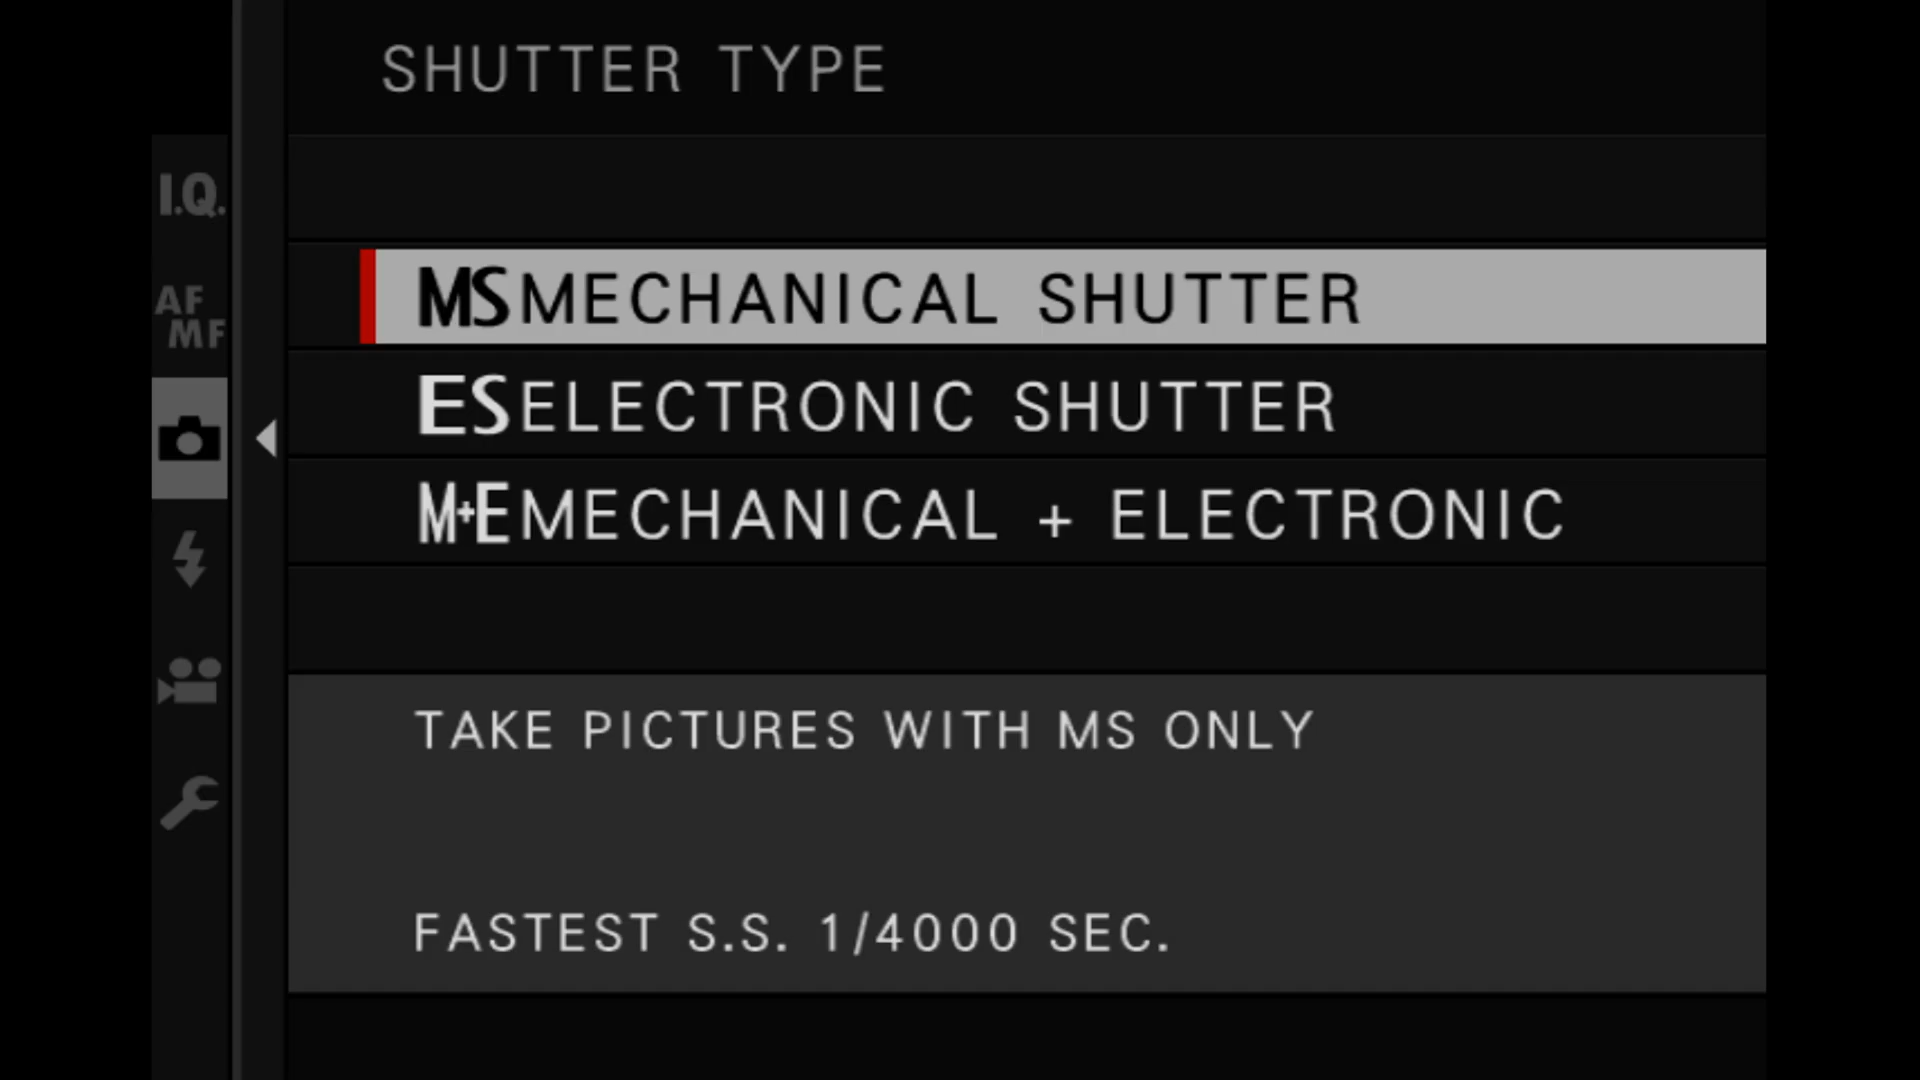 SHUTTER TYPE
I.Q.
AF
MF
MS MECHANICAL SHUTTER
ES ELECTRONIC SHUTTER
M+E MECHANICAL + ELECTRONIC
TAKE PICTURES WITH MS ONLY
FASTEST S.S. 1/4000 SEC.